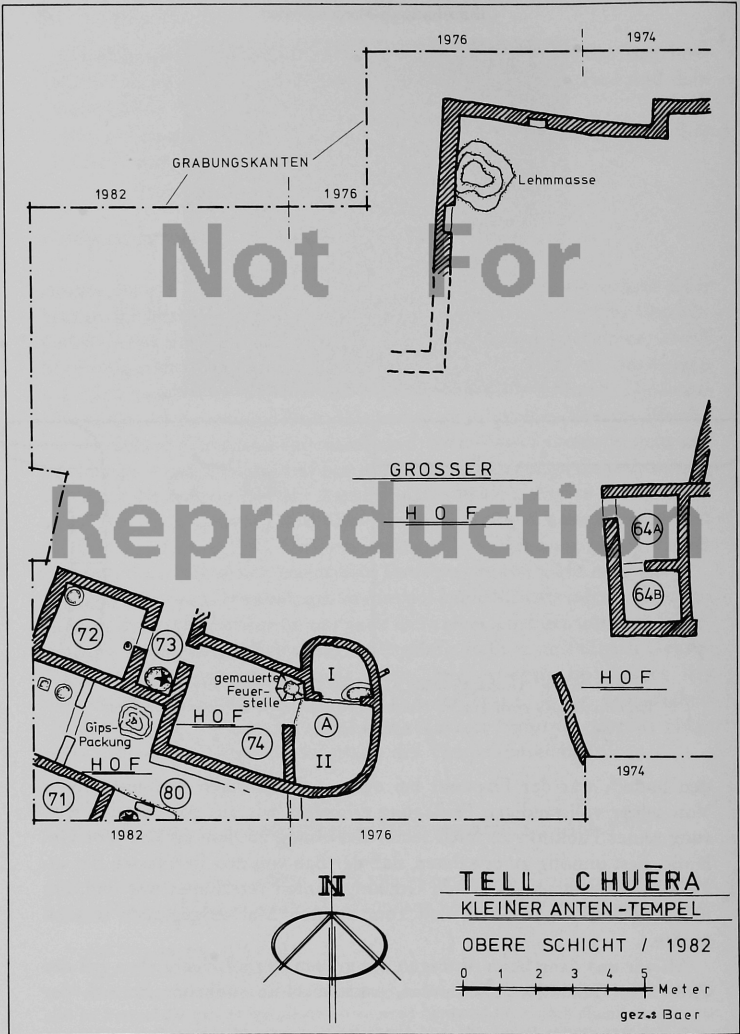 1976
1974
GRABUNGSKANTEN
1982
1976
Lehmmasse
Not For
GROSSER
HOF
Reproduction
64A
64B
72
73
gemauerte
Feuer-
stelle
I
HOF
HOF
A
74
II
Gips-
Packung
HOF
71
80
1974
1982
1976
N
TELL CHUĒRA
KLEINER ANTEN-TEMPEL
OBERE SCHICHT / 1982
0 1 2 3 4 5
Meter
gez.: Baer